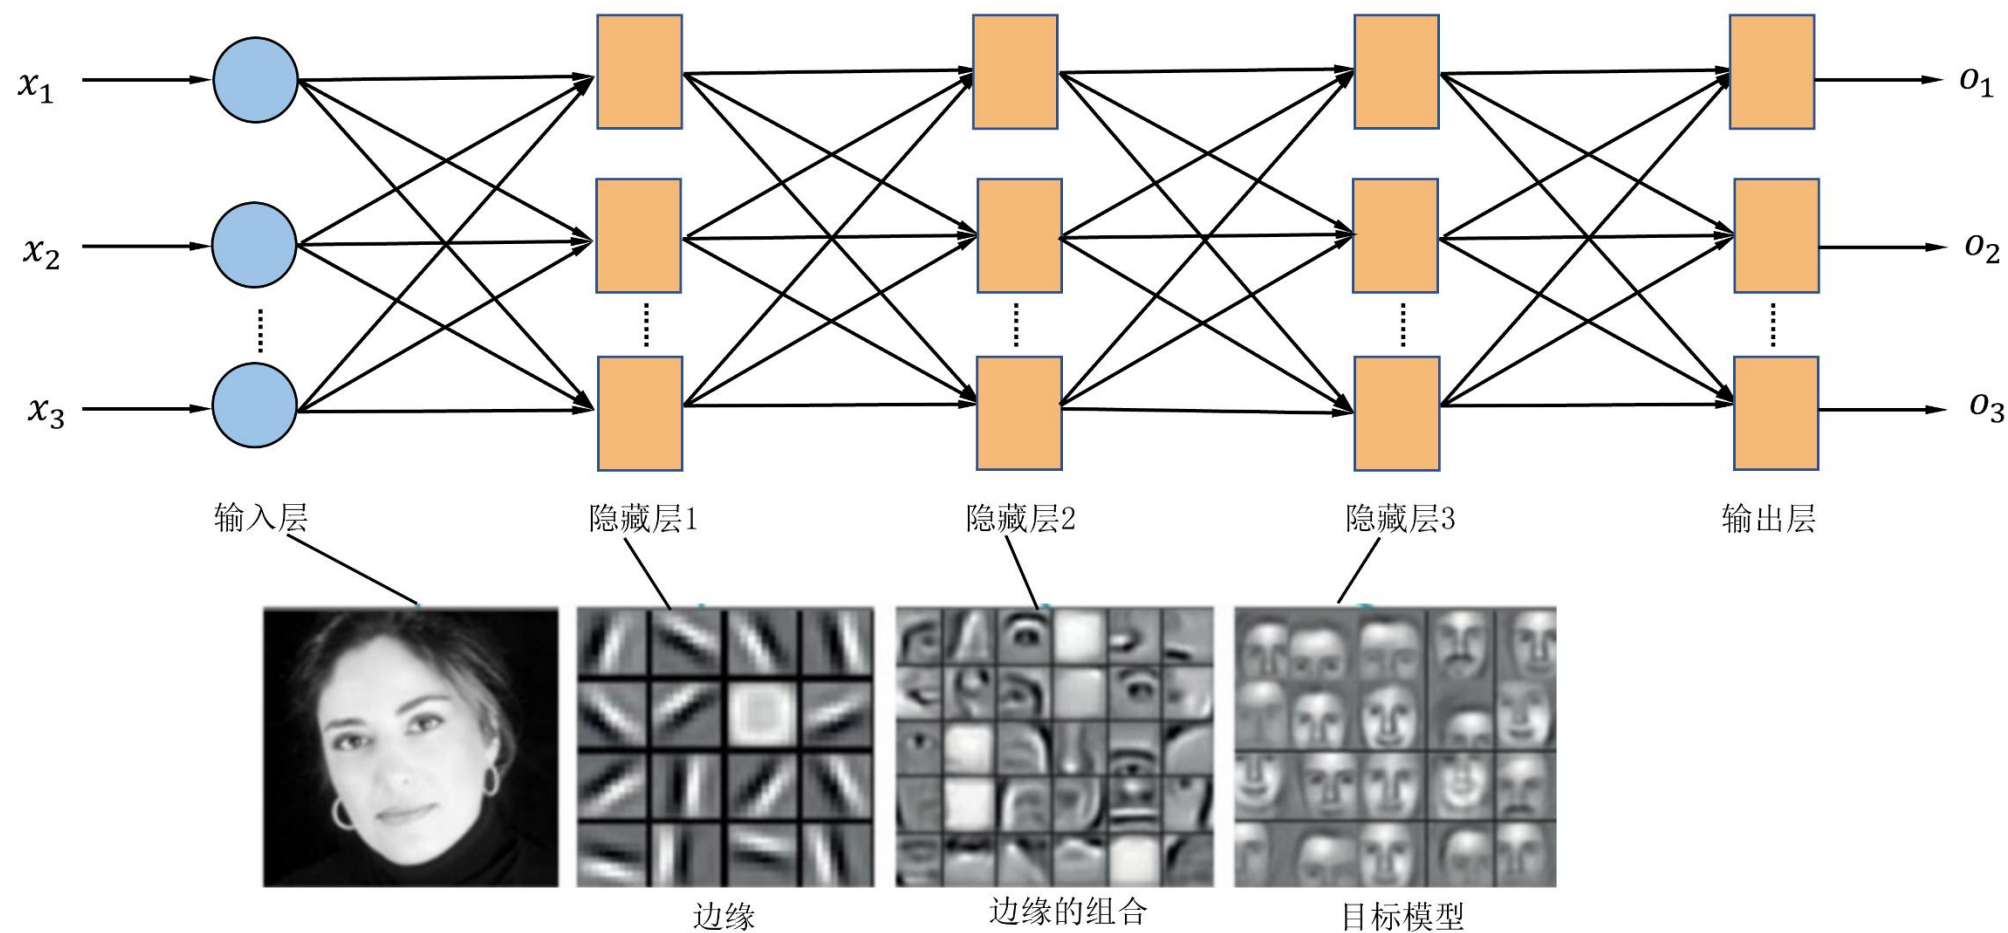 x₁
o₁
x₂
o₂
x₃
o₃
输入层
隐藏层1
隐藏层2
隐藏层3
输出层
边缘
边缘的组合
目标模型